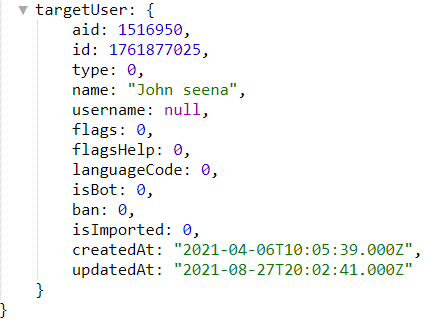 targetUser: {
aid: 1516950,
id: 1761877025,
type: 0,
name: "John seena",
username: null,
flags: 0,
flagsHelp: 0,
languageCode: 0,
isBot: 0,
ban: 0,
isImported: 0,
createdAt: "2021-04-06T10:05:39.000Z",
updatedAt: "2021-08-27T20:02:41.000Z"
}
}